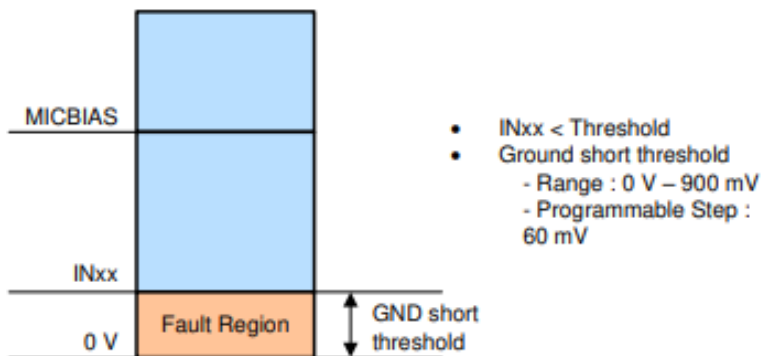 MICBIAS
INxx
0 V
Fault Region
GND short
threshold
• INxx < Threshold
• Ground short threshold
- Range : 0 V – 900 mV
- Programmable Step :
60 mV